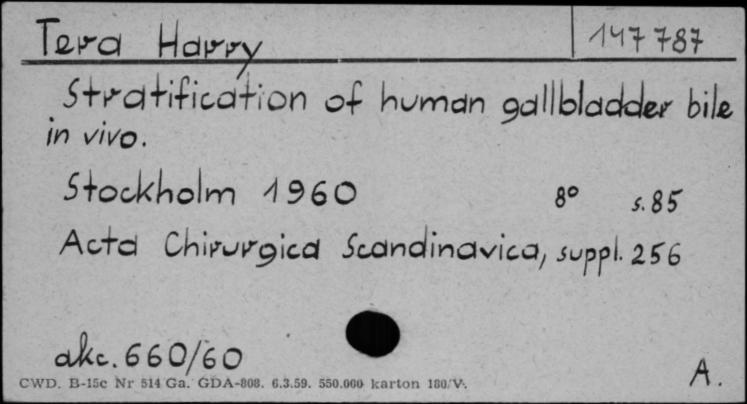 Tera Harry 147787
Stratification of human gallbladder bile
in vivo.
Stockholm 1960 8° s. 85
Acta Chirurgica Scandinavica, suppl. 256
akc. 660/60
A.
CWD. B-15c Nr 514 Ga. GDA-808. 6.3.59. 550.000 karton 180/V.